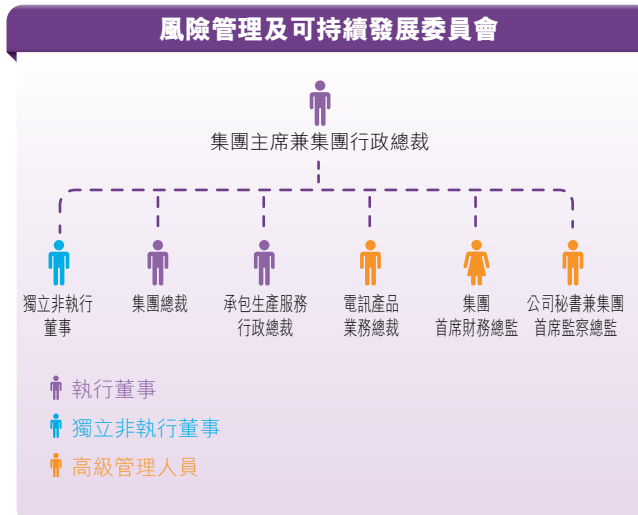 風險管理及可持續發展委員會
集團主席兼集團行政總裁
獨立非執行
董事
集團總裁
承包生產服務
行政總裁
電訊產品
業務總裁
集團
首席財務總監
公司秘書兼集團
首席監察總監
執行董事
獨立非執行董事
高級管理人員